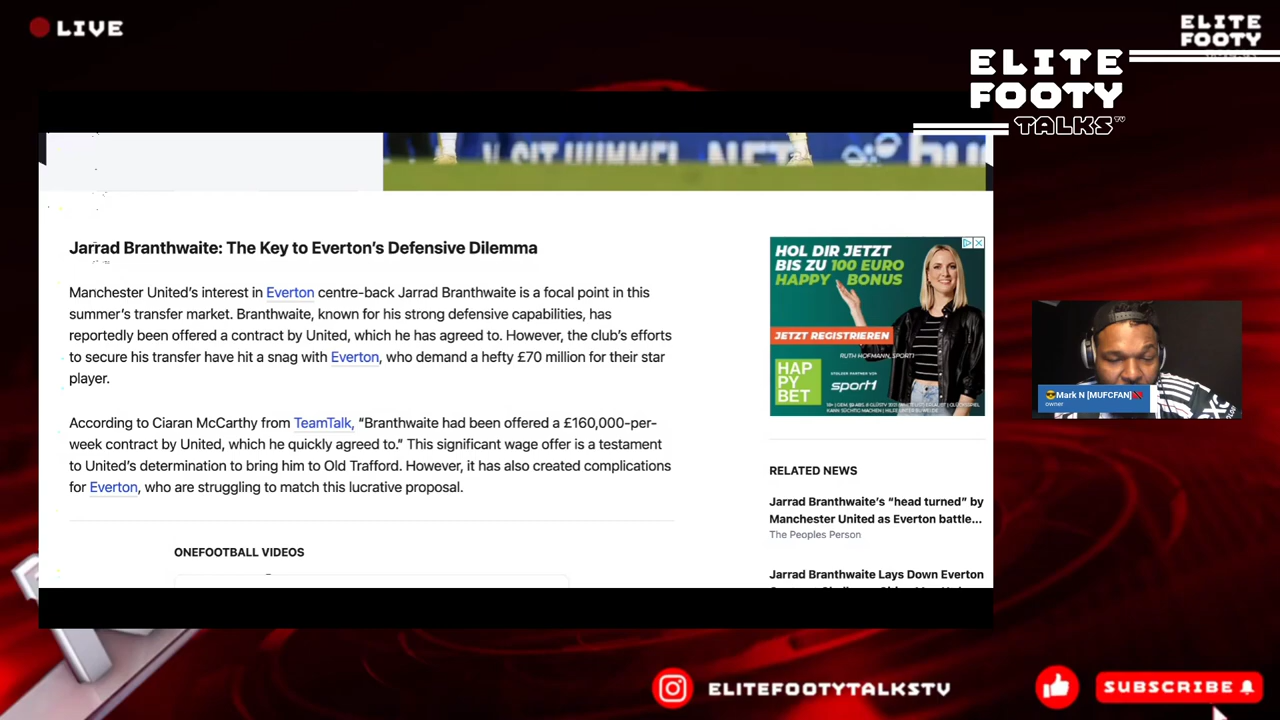 LIVE
ELITE
FOOTY
ELITE
FOOTY
TALKS
Jarrad Branthwaite: The Key to Everton's Defensive Dilemma
Manchester United's interest in Everton centre-back Jarrad Branthwaite is a focal point in this
summer's transfer market. Branthwaite, known for his strong defensive capabilities, has
reportedly been offered a contract by United, which he has agreed to. However, the club's efforts
to secure his transfer have hit a snag with Everton, who demand a hefty £70 million for their star
player.
According to Ciaran McCarthy from TeamTalk, “Branthwaite had been offered a £160,000-per-
week contract by United, which he quickly agreed to.” This significant wage offer is a testament
to United's determination to bring him to Old Trafford. However, it has also created complications
for Everton, who are struggling to match this lucrative proposal.
ONEFOOTBALL VIDEOS
HOL DIR JETZT
BIS ZU 100 EURO
HAPPY BONUS
JETZT REGISTRIEREN
RUTH HOFMANN, SPORT1
HAP
PY
BET
sport1
RELATED NEWS
Jarrad Branthwaite's “head turned” by
Manchester United as Everton battle...
The Peoples Person
Jarrad Branthwaite Lays Down Everton
Mark N [MUFCFAN]
owner
ELITEFOOTYTALKSTV
SUBSCRIBE